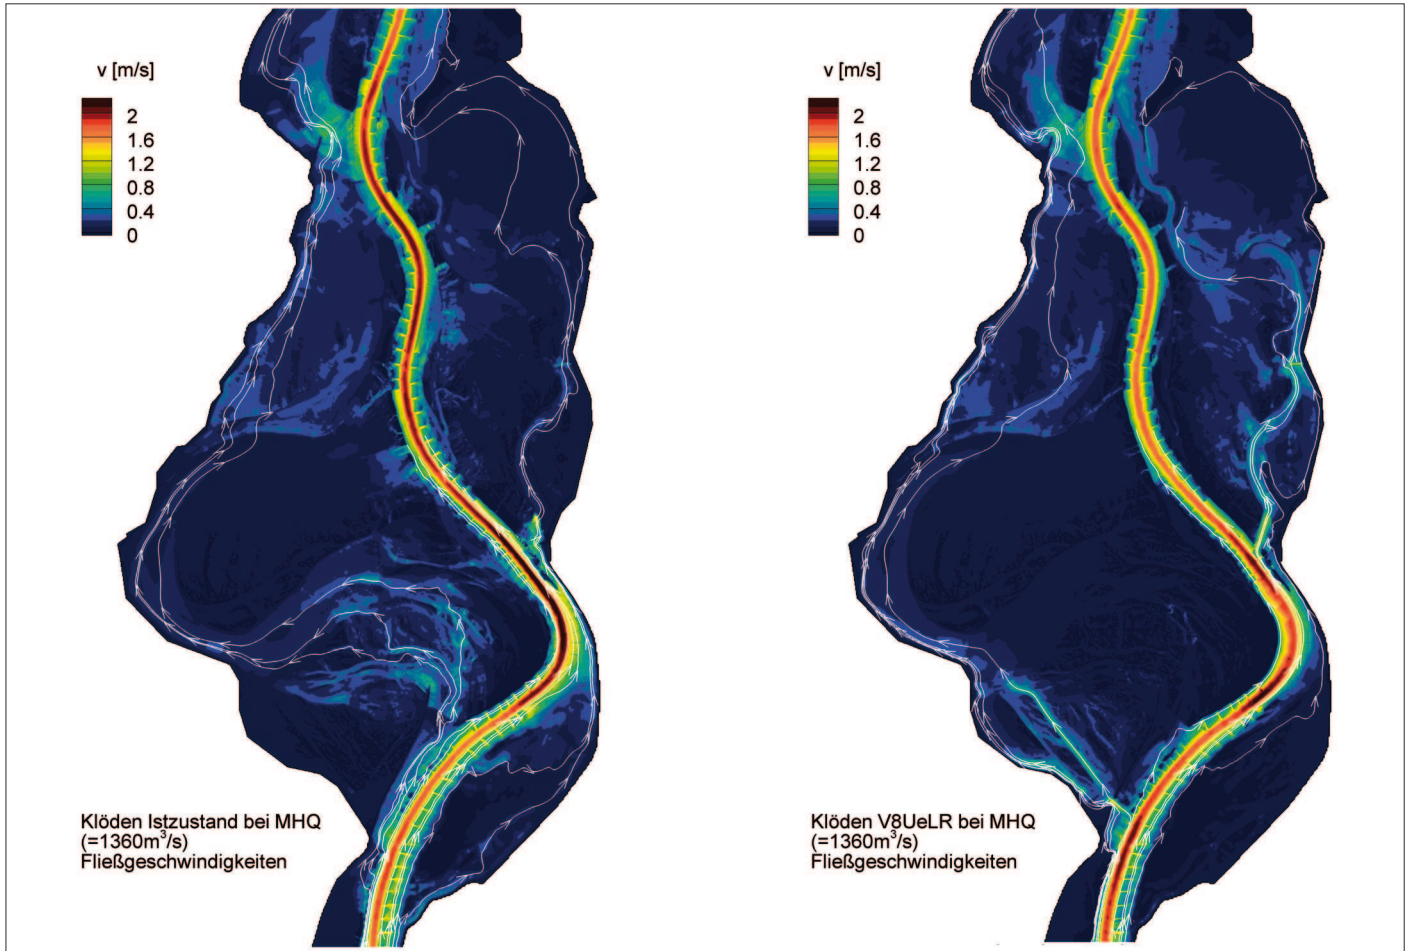 v [m/s]
2
1.6
1.2
0.8
0.4
0
Klöden Istzustand bei MHQ
(=1360m³/s)
Fließgeschwindigkeiten
v [m/s]
2
1.6
1.2
0.8
0.4
0
Klöden V8UeLR bei MHQ
(=1360m³/s)
Fließgeschwindigkeiten